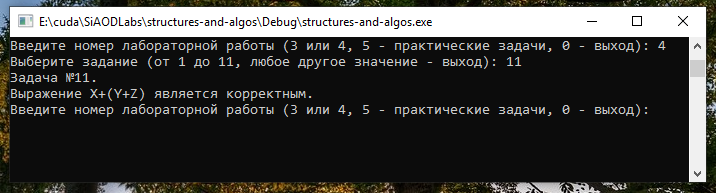 E:\cuda\SiAODLabs\structures-and-algos\Debug\structures-and-algos.exe
Введите номер лабораторной работы (3 или 4, 5 - практические задачи, 0 - выход): 4
Выберите задание (от 1 до 11, любое другое значение - выход): 11
Задача №11.
Выражение X+(Y+Z) является корректным.
Введите номер лабораторной работы (3 или 4, 5 - практические задачи, 0 - выход):